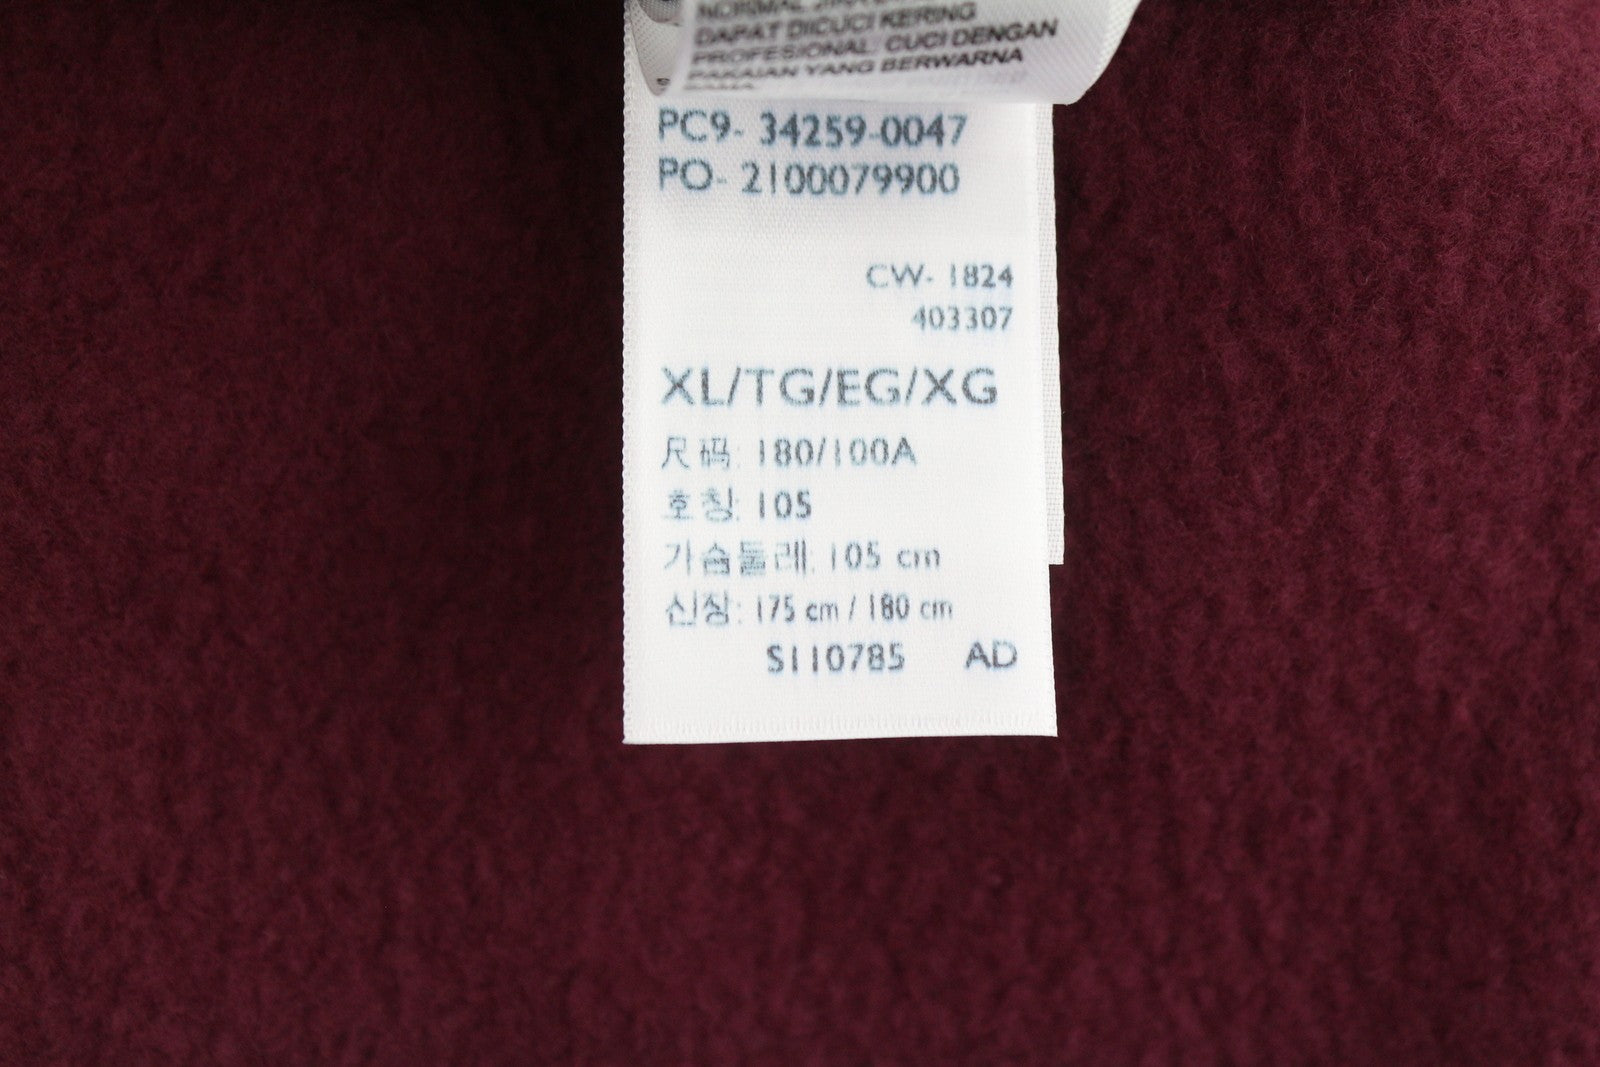 NORMAL
DAPAT DICUCI KERING
PROFESIONAL/ CUCI DENGAN
PAKAIAN YANG BERWARNA
PC9- 34259-0047
PO- 2100079900
CW- 1824
403307
XL/TG/EG/XG
尺码: 180/100A
호칭: 105
가슴둘레: 105 cm
신장: 175 cm / 180 cm
S110785 AD